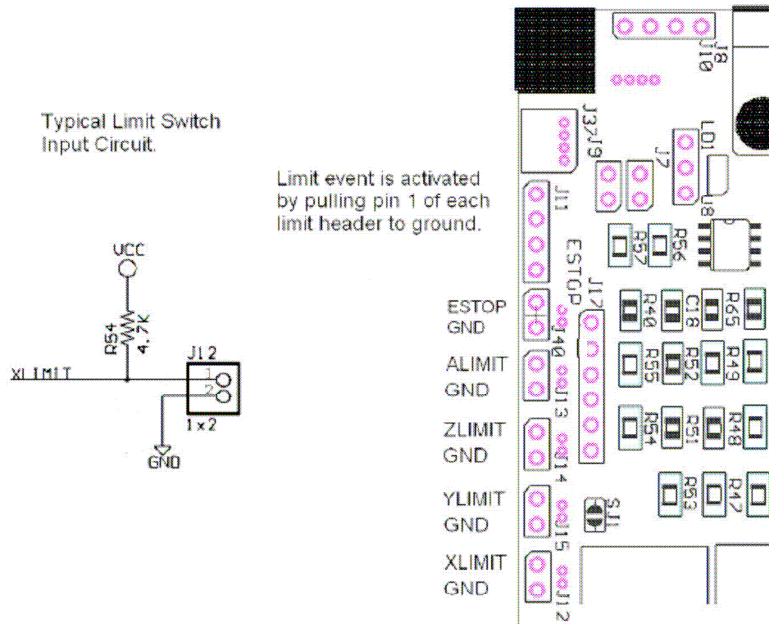 Typical Limit Switch
Input Circuit.
Limit event is activated
by pulling pin 1 of each
limit header to ground.
VCC
R54
4.7K
J12
XLIMIT
1
2
1x2
GND
J8
J10
J37
J9
LD1
J7
J11
U8
R57
R56
ESTOP
J17
ESTOP
GND
J40
R40
C18
R65
ALIMIT
GND
J13
R55
R52
R49
ZLIMIT
GND
J14
R54
R51
R48
YLIMIT
GND
J15
SJ1
R53
R47
XLIMIT
GND
J12